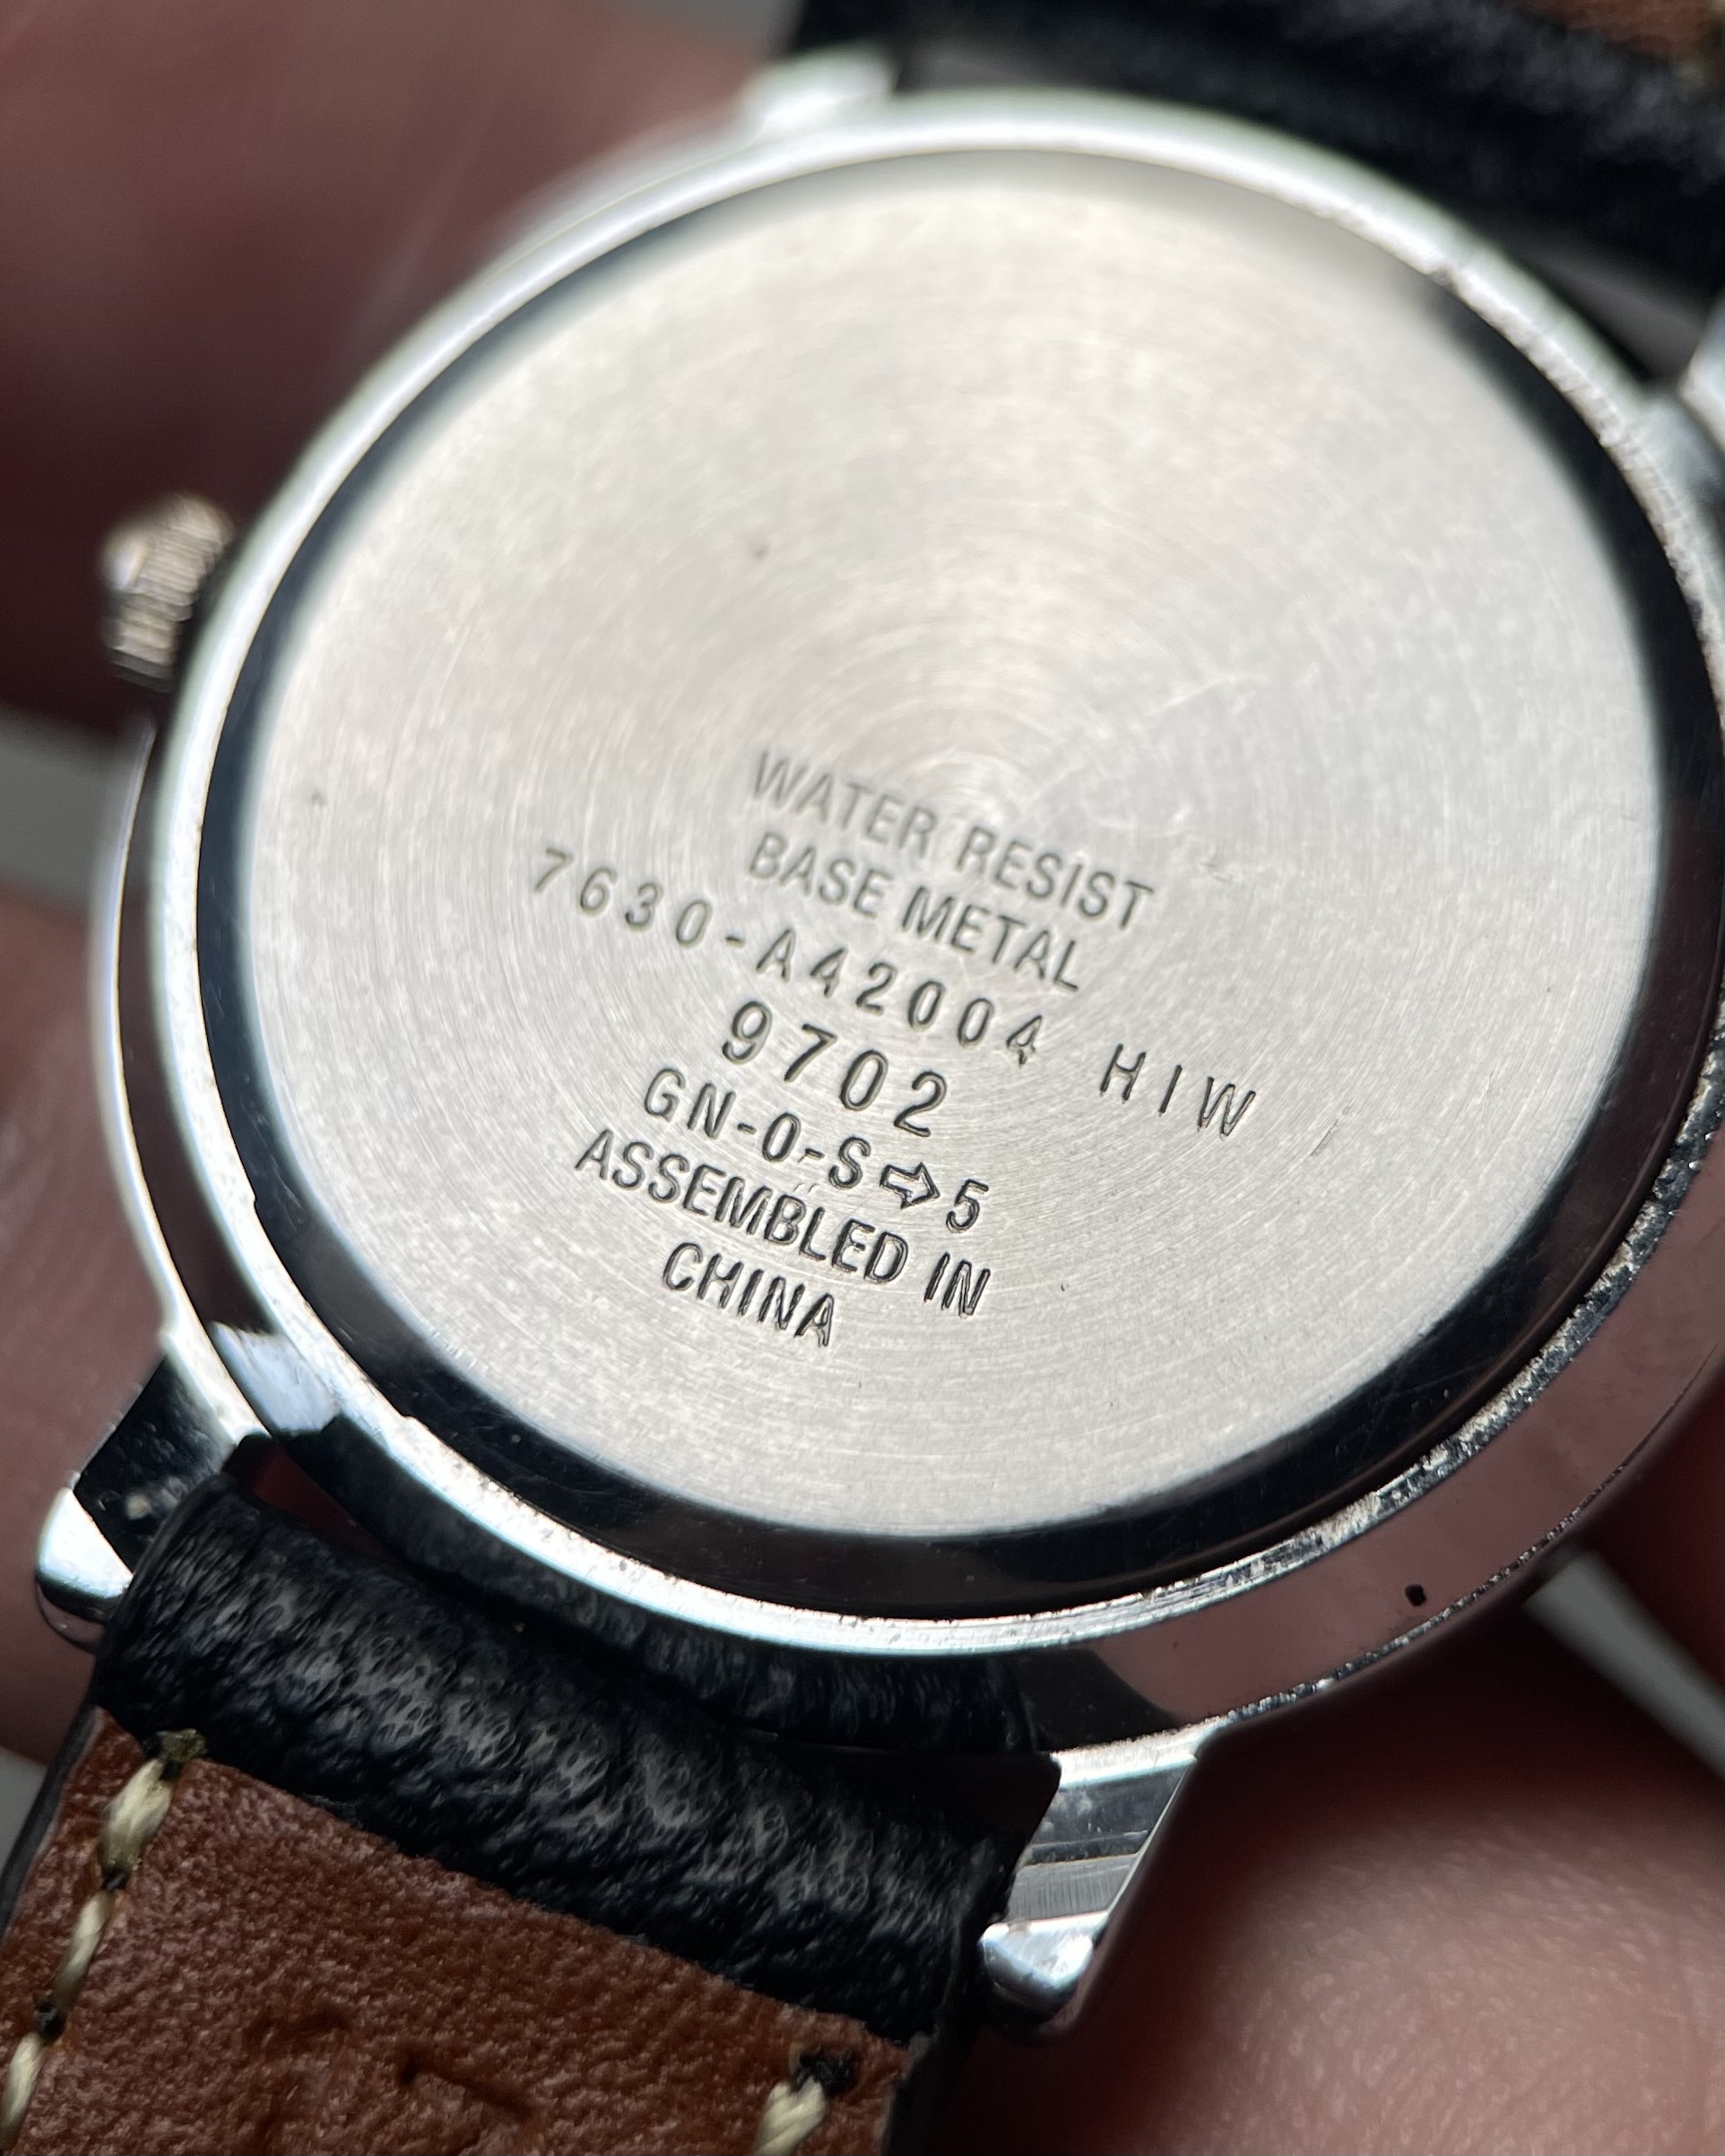 WATER RESIST
BASE METAL
7630-A42004 HIW
9702
GN-0-S⇨5
ASSEMBLED IN
CHINA